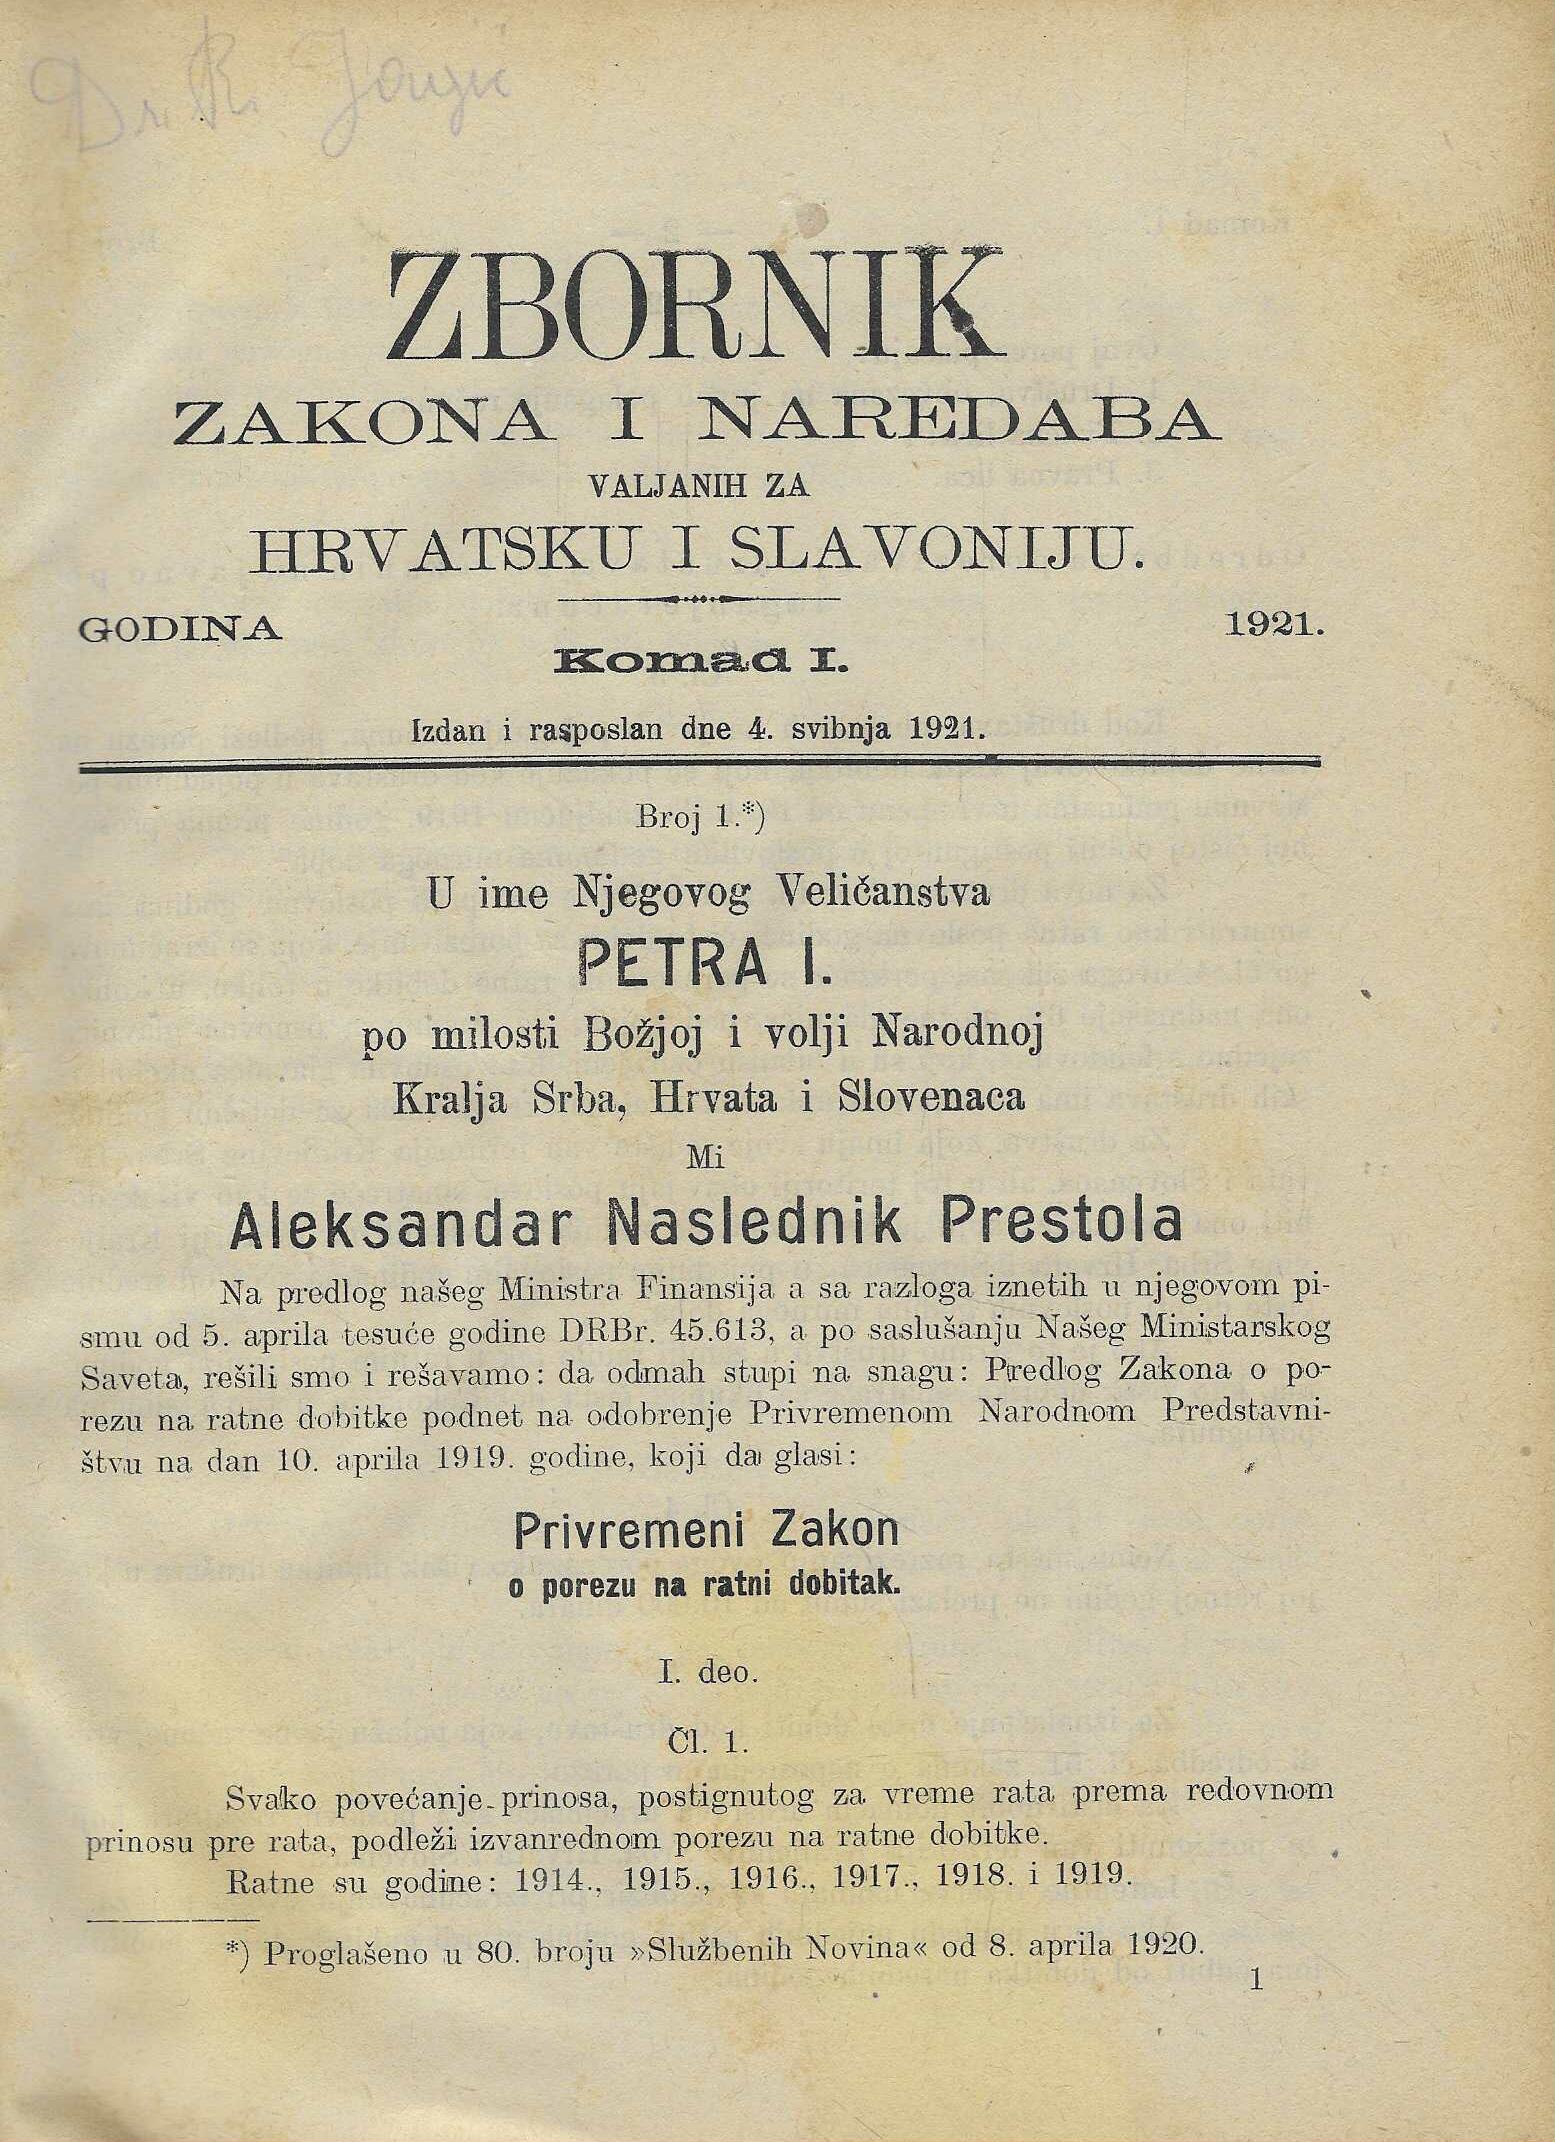 Dr. R.
ZBORNIK
ZAKONA I NAREDABA
VALJANIH ZA
HRVATSKU I SLAVONIJU.
GODINA 1921.
Komad I.
Izdan i rasposlan dne 4. svibnja 1921.
Broj 1.*)
U ime Njegovog Veličanstva
PETRA I.
po milosti Božjoj i volji Narodnoj
Kralja Srba, Hrvata i Slovenaca
Mi
Aleksandar Naslednik Prestola
Na predlog našeg Ministra Finansija a sa razloga iznetih u njegovom pi-
smu od 5. aprila tesuće godine DRBr. 45.613, a po saslušanju Našeg Ministarskog
Saveta, rešili smo i rešavamo: da odmah stupi na snagu: Predlog Zakona o po-
rezu na ratne dobitke podnet na odobrenje Privremenom Narodnom Predstavni-
štvu na dan 10. aprila 1919. godine, koji da glasi:
Privremeni Zakon
o porezu na ratni dobitak.
I. deo.
Čl. 1.
Svako povećanje prinosa, postignutog za vreme rata prema redovnom
prinosu pre rata, podleži izvanrednom porezu na ratne dobitke.
Ratne su godine: 1914., 1915., 1916., 1917., 1918. i 1919.
*) Proglašeno u 80. broju »Službenih Novina« od 8. aprila 1920.
1